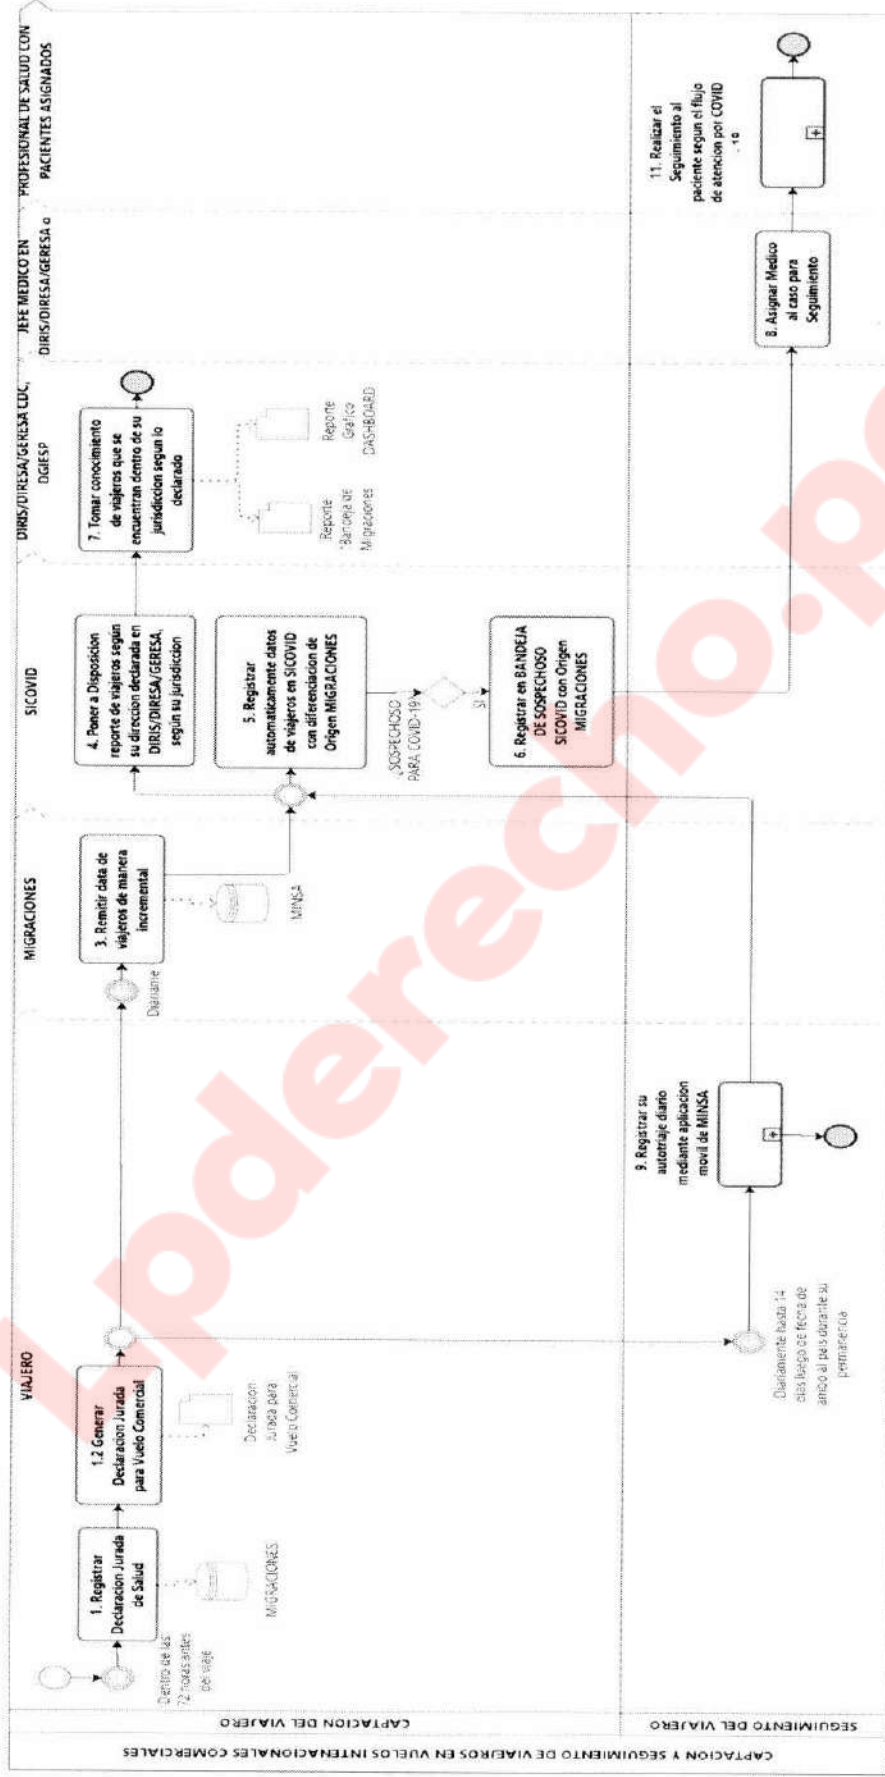 CAPTACION Y SEGUIMIENTO DE VIAEIROS EN VUELOS INTENACIONALES COMERCIALES
CAPTACION DEL VIAJERO
SEGUIMIENTO DEL VIAJERO
VIAJERO
MIGRACIONES
SICOVID
DIRIS/DIRESA/GERESA CDC,
DGIESP
JEFE MEDICO EN
DIRIS/DIRESA/GERESA o
PROFESIONAL DE SALUD CON
PACIENTES ASIGNADOS
Dentro de las
72 horas antes
del viaje
1. Registrar
Declaracion Jurada
de Salud
MIGRACIONES
1.2 Generar
Declaracion Jurada
para Vuelo Comercial
Declaracion
Jurada para
Vuelo Comercial
Diariame
3. Remitir data de
viajeros de manera
incremental
MINSA
4. Poner a Disposicion
reporte de viajeros según
su direccion declarada en
DIRIS/DIRESA/GERESA,
según su jurisdiccion
5. Registrar
automaticamente datos
de viajeros en SICOVID
con diferenciacion de
Origen MIGRACIONES
¿SOSPECHOSO
PARA COVID-19?
SI
6. Registrar en BANDEJA
DE SOSPECHOSO
SICOVID con Origen
MIGRACIONES
7. Tomar conocimiento
de viajeros que se
encuentran dentro de su
jurisdiccion segun lo
declarado
Reporte
"Bandeja de
Migraciones
Reporte
Grafico
DASHBOARD
Diariamente hasta 14
dias luego de fecha de
arribo al pais durante su
permanencia
9. Registrar su
autotriaje diario
mediante aplicacion
movil de MINSA
8. Asignar Medico
al caso para
Seguimiento
11. Realizar el
Seguimiento al
paciente segun el flujo
de atencion por COVID
- 19
Lpderecho.pe